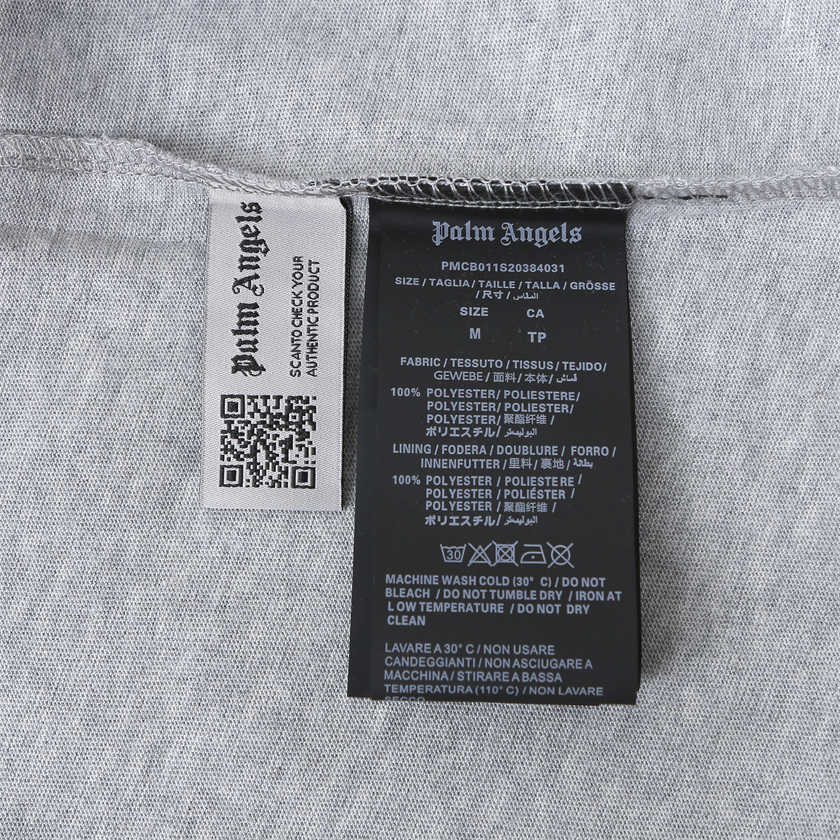 Palm Angels
SCANTO CHECK YOUR
AUTHENTIC PRODUCT
Palm Angels
PMCB011S20384031
SIZE / TAGLIA / TAILLE / TALLA / GRÖSSE
/ 尺寸 / المقاس
SIZE CA
M TP
FABRIC / TESSUTO / TISSUS / TEJIDO/
GEWEBE / 面料 / 本体 / قماش
100% POLYESTER/ POLIESTERE/
POLYESTER/ POLIESTER/
POLYESTER/ 聚酯纤维 /
ポリエステル / البوليستر
LINING / FODERA / DOUBLURE / FORRO /
INNENFUTTER / 里料 / 裏地 / بطانة
100% POLYESTER / POLIESTERE /
POLYESTER / POLIÉSTER /
POLYESTER / 聚酯纤维 /
ポリエステル / البوليستر
30
MACHINE WASH COLD (30° C) / DO NOT
BLEACH / DO NOT TUMBLE DRY / IRON AT
LOW TEMPERATURE / DO NOT DRY
CLEAN
LAVARE A 30° C / NON USARE
CANDEGGIANTI / NON ASCIUGARE A
MACCHINA / STIRARE A BASSA
TEMPERATURA (110° C) / NON LAVARE
SECCO